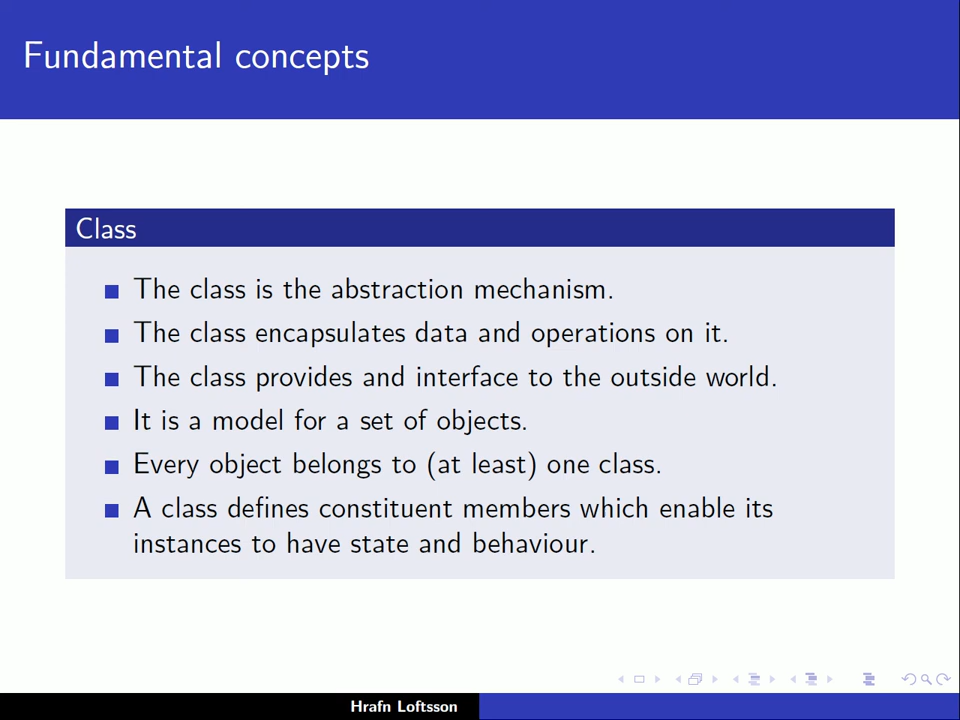 Fundamental concepts
Class
The class is the abstraction mechanism.
The class encapsulates data and operations on it.
The class provides and interface to the outside world.
It is a model for a set of objects.
Every object belongs to (at least) one class.
A class defines constituent members which enable its
instances to have state and behaviour.
Hrafn Loftsson